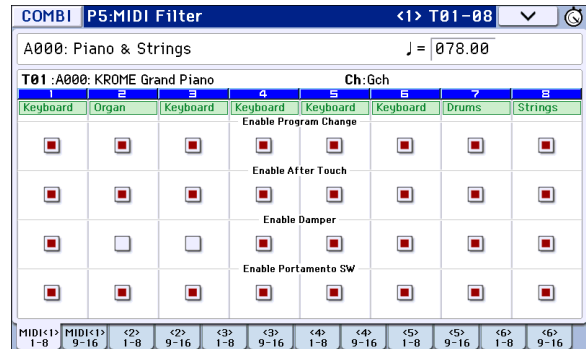 COMBI P5:MIDI Filter <1> T01-08
A000: Piano & Strings ♩= 078.00
T01 :A000: KROME Grand Piano Ch:Gch
1 2 3 4 5 6 7 8
Keyboard Organ Keyboard Keyboard Keyboard Keyboard Drums Strings
Enable Program Change
Enable After Touch
Enable Damper
Enable Portamento SW
MIDI<1> MIDI<1> <2> <2> <3> <3> <4> <4> <5> <5> <6> <6>
1-8 9-16 1-8 9-16 1-8 9-16 1-8 9-16 1-8 9-16 1-8 9-16